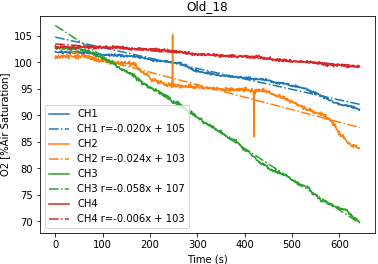 Old_18
O2 [%Air Saturation]
105
100
95
90
85
80
75
70
CH1
CH1 r=-0.020x + 105
CH2
CH2 r=-0.024x + 103
CH3
CH3 r=-0.058x + 107
CH4
CH4 r=-0.006x + 103
0 100 200 300 400 500 600
Time (s)